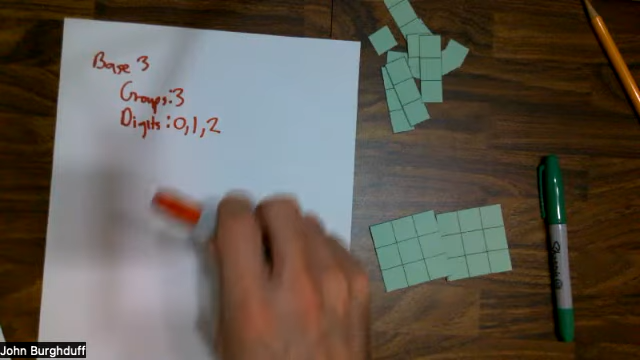 Base 3
Groups: 3
Digits: 0, 1, 2
John Burghduff